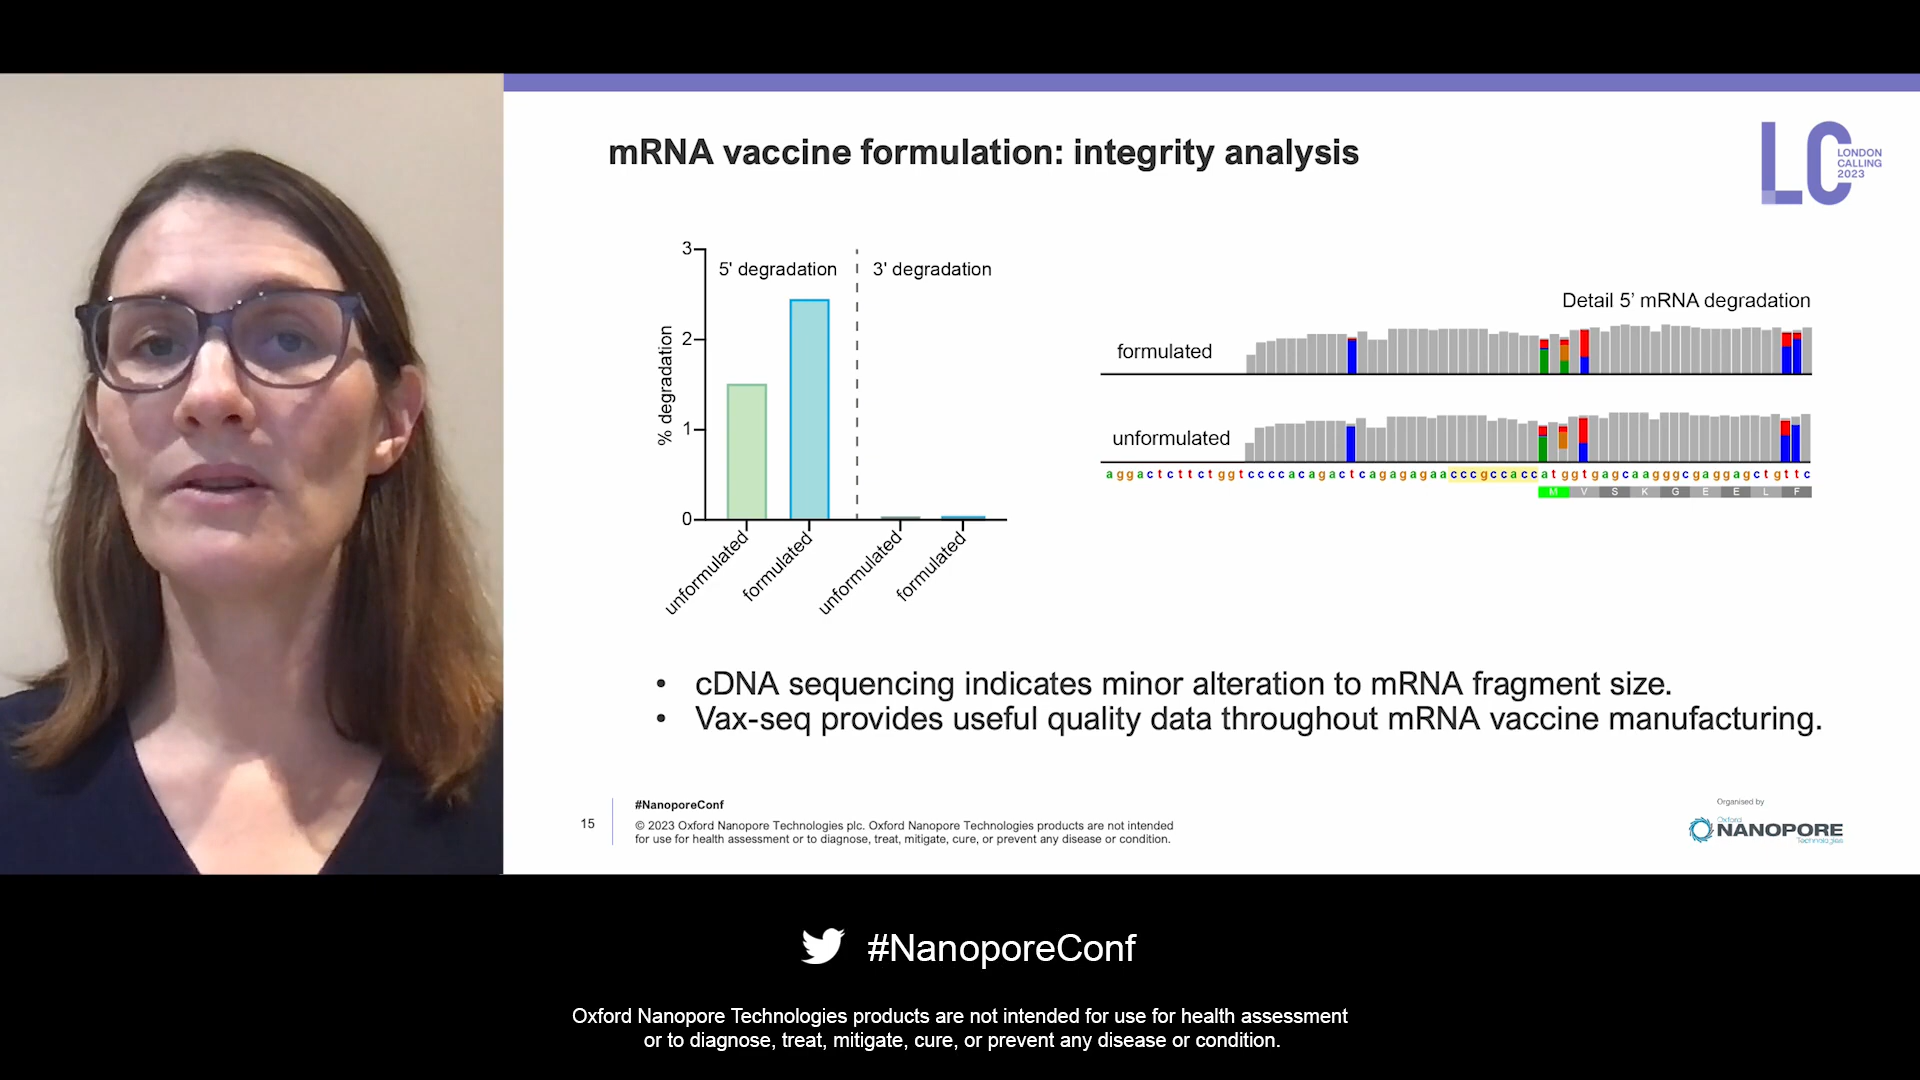 mRNA vaccine formulation: integrity analysis
LONDON
CALLING
2023
LC
3
2
1
0
% degradation
5' degradation
3' degradation
unformulated
formulated
unformulated
formulated
Detail 5’ mRNA degradation
formulated
unformulated
aggactcttctggtccccacagactcagagagaacccgccaccatggtgagcaagggcgaggagctgttc
M V S K G E E L F
• cDNA sequencing indicates minor alteration to mRNA fragment size.
• Vax-seq provides useful quality data throughout mRNA vaccine manufacturing.
15
#NanoporeConf
© 2023 Oxford Nanopore Technologies plc. Oxford Nanopore Technologies products are not intended
for use for health assessment or to diagnose, treat, mitigate, cure, or prevent any disease or condition.
Organised by
Oxford
NANOPORE
Technologies
#NanoporeConf
Oxford Nanopore Technologies products are not intended for use for health assessment
or to diagnose, treat, mitigate, cure, or prevent any disease or condition.